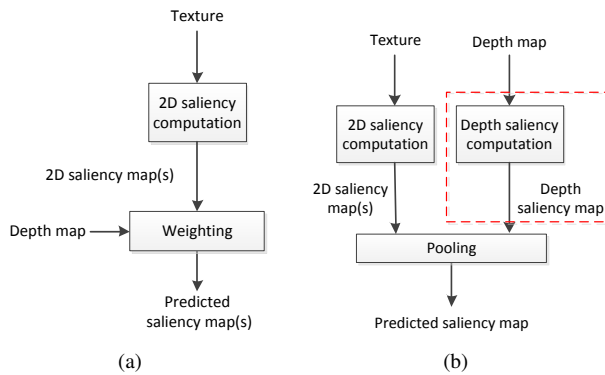 Texture
2D saliency
computation
2D saliency map(s)
Depth map
Weighting
Predicted
saliency map(s)
(a)
Texture
Depth map
2D saliency
computation
Depth saliency
computation
2D saliency
map(s)
Depth
saliency map
Pooling
Predicted saliency map
(b)